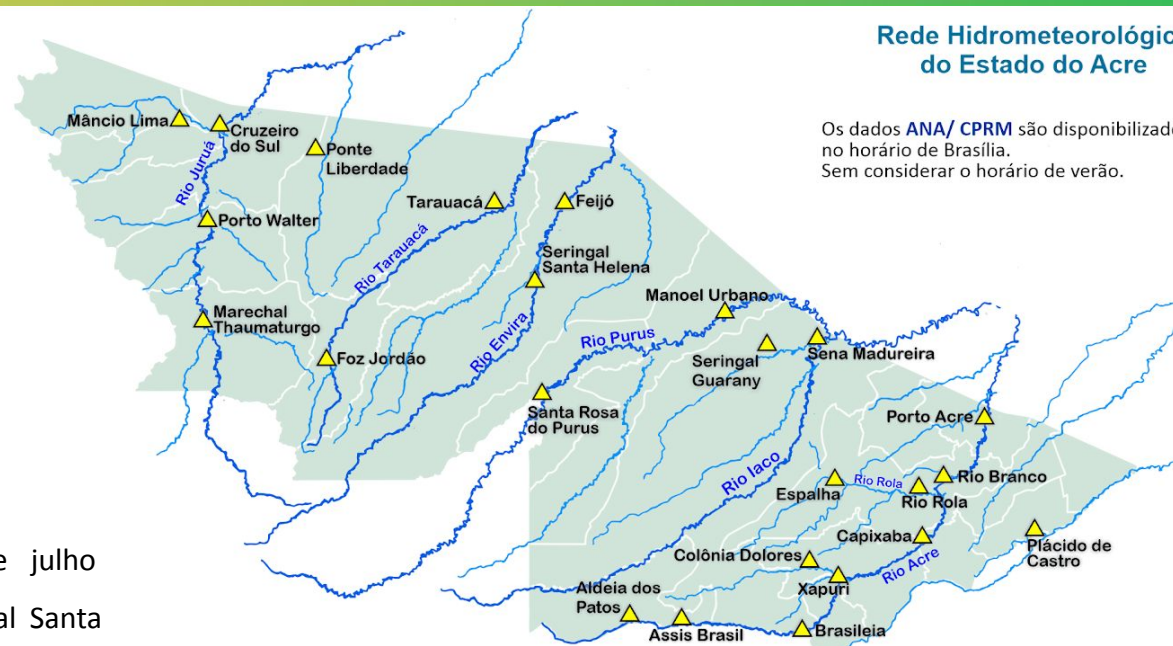 Rede Hidrometeorológic
do Estado do Acre
Os dados ANA/ CPRM são disponibilizad
no horário de Brasília.
Sem considerar o horário de verão.
Mâncio Lima
Cruzeiro
do Sul
Ponte
Liberdade
Rio Juruá
Porto Walter
Tarauacá
Feijó
Rio Tarauacá
Seringal
Santa Helena
Marechal
Thaumaturgo
Foz Jordão
Rio Envira
Manoel Urbano
Rio Purus
Seringal
Guarany
Sena Madureira
Santa Rosa
do Purus
Porto Acre
Rio Iaco
Espalha
Rio Rola
Rio Rola
Rio Branco
Capixaba
Plácido de
Castro
Colônia Dolores
Rio Acre
Xapuri
Aldeia dos
Patos
Assis Brasil
Brasileia
e julho
al Santa